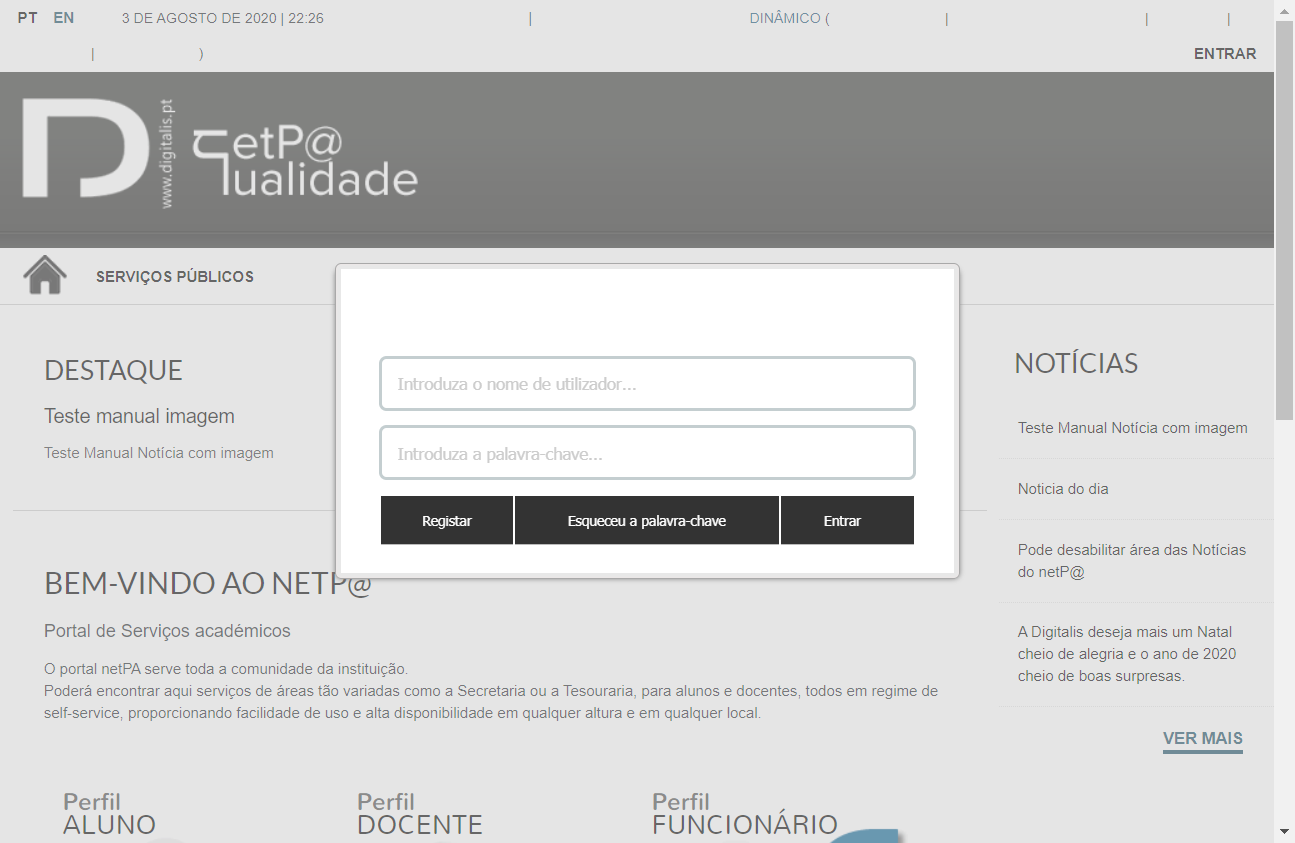 PT EN 3 DE AGOSTO DE 2020 | 22:26 | DINÂMICO ( | | |
| )
ENTRAR
www.digitalis.pt
netP@
qualidade
SERVIÇOS PÚBLICOS
Introduza o nome de utilizador...
Introduza a palavra-chave...
Registar Esqueceu a palavra-chave Entrar
DESTAQUE
Teste manual imagem
Teste Manual Notícia com imagem
BEM-VINDO AO NETP@
Portal de Serviços académicos
O portal netPA serve toda a comunidade da instituição.
Poderá encontrar aqui serviços de áreas tão variadas como a Secretaria ou a Tesouraria, para alunos e docentes, todos em regime de
self-service, proporcionando facilidade de uso e alta disponibilidade em qualquer altura e em qualquer local.
Perfil
ALUNO
Perfil
DOCENTE
Perfil
FUNCIONÁRIO
NOTÍCIAS
Teste Manual Notícia com imagem
Noticia do dia
Pode desabilitar área das Notícias
do netP@
A Digitalis deseja mais um Natal
cheio de alegria e o ano de 2020
cheio de boas surpresas.
VER MAIS